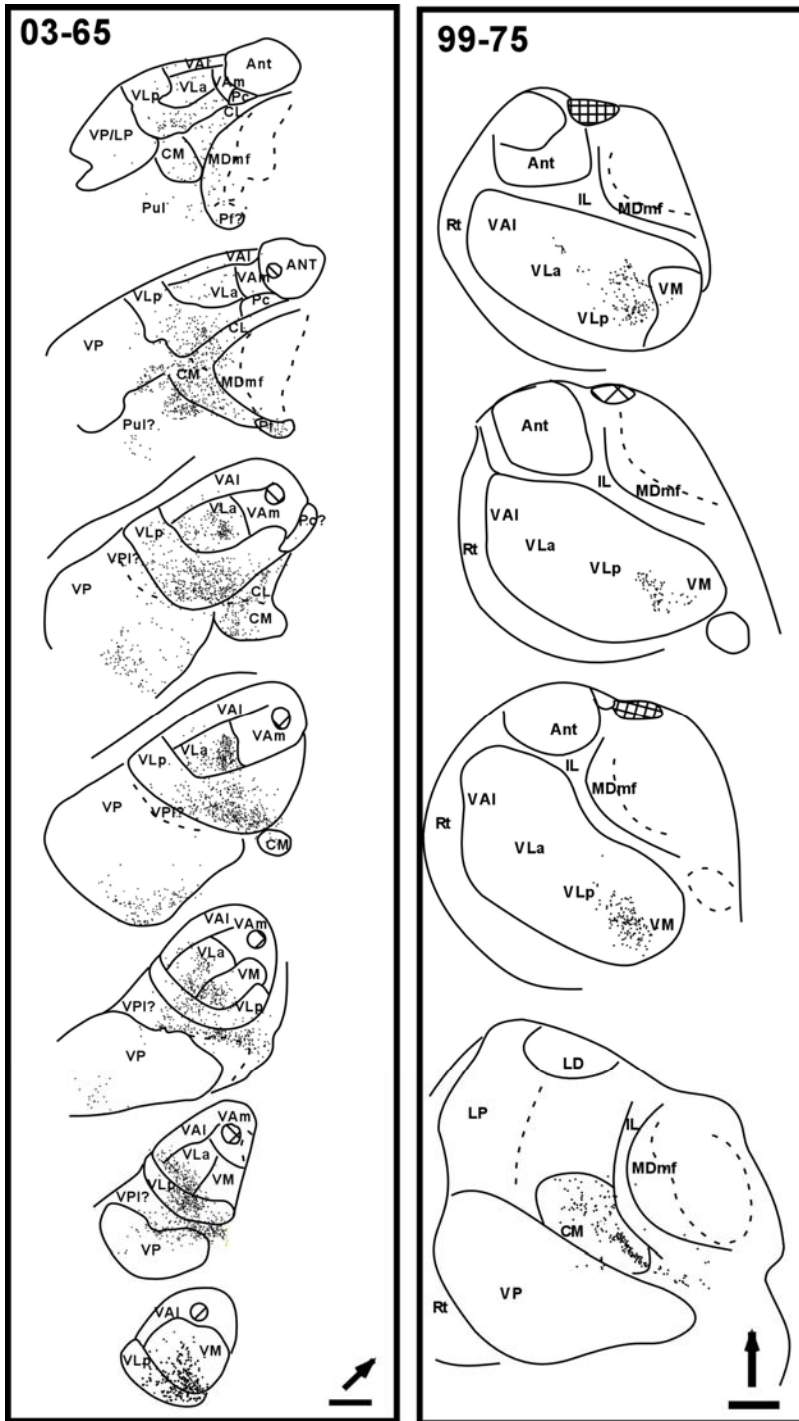 03-65
VAl
Ant
VLa
VAm
VLp
Pc
CL
VP/LP
CM
MDmf
Pul
Pf?
VAl
ANT
VAm
VLp
VLa
Pc
CL
VP
CM
MDmf
Pul?
Pf
VAl
VLa
VAm
VLp
Pc?
VPl?
VP
CL
CM
VAl
VAm
VLp
VLa
VP
VPl?
CM
VAl
VAm
VLa
VM
VPl?
VLp
VP
VAm
VAl
VLa
VM
VLp
VPl?
VP
VAl
VM
VLp
99-75
Ant
IL
MDmf
Rt
VAl
VLa
VM
VLp
Ant
IL
MDmf
VAl
Rt
VLa
VLp
VM
Ant
IL
MDmf
VAl
Rt
VLa
VLp
VM
LD
LP
IL
MDmf
CM
VP
Rt